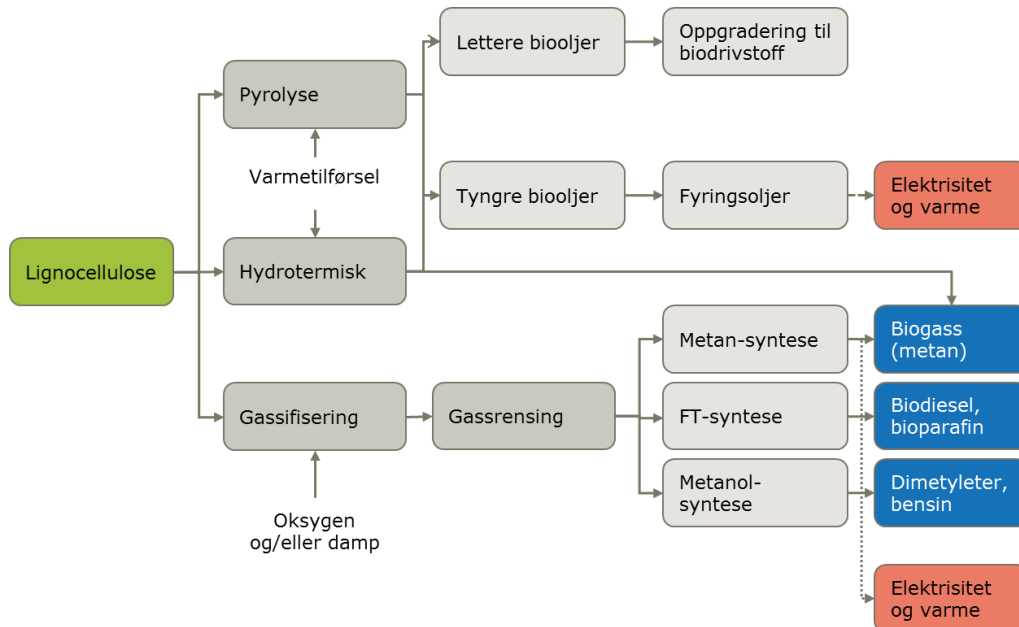 Lettere biooljer
Oppgradering til
biodrivstoff
Pyrolyse
Varmetilførsel
Tyngre biooljer
Fyringsoljer
Elektrisitet
og varme
Lignocellulose
Hydrotermisk
Metan-syntese
Biogass
(metan)
Gassifisering
Gassrensing
FT-syntese
Biodiesel,
bioparafin
Metanol-
syntese
Dimetyleter,
bensin
Oksygen
og/eller damp
Elektrisitet
og varme